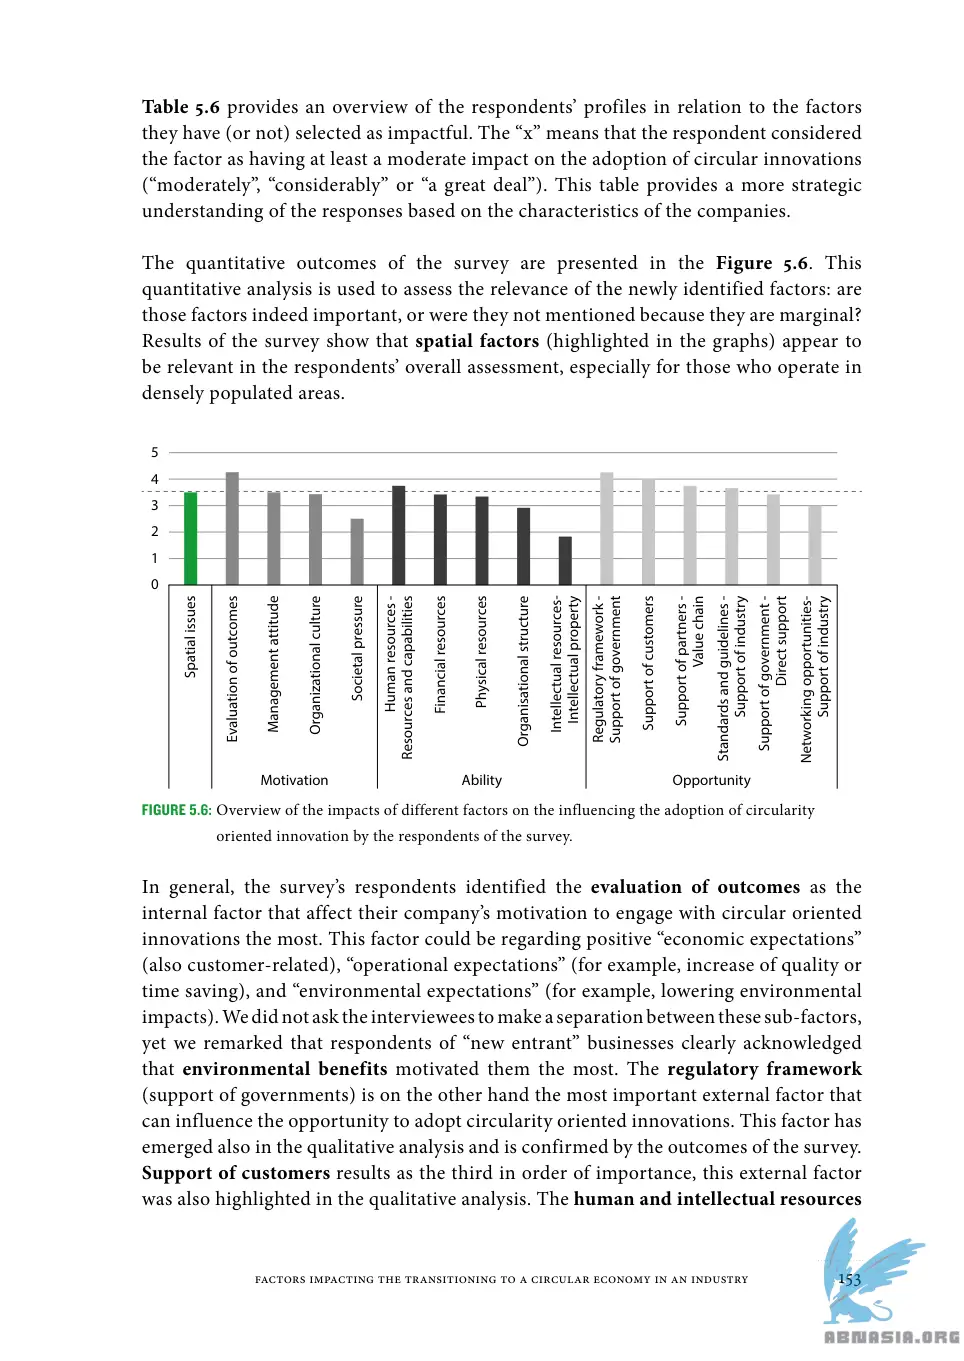 Table 5.6 provides an overview of the respondents’ profiles in relation to the factors
they have (or not) selected as impactful. The “x” means that the respondent considered
the factor as having at least a moderate impact on the adoption of circular innovations
(“moderately”, “considerably” or “a great deal”). This table provides a more strategic
understanding of the responses based on the characteristics of the companies.
The quantitative outcomes of the survey are presented in the Figure 5.6. This
quantitative analysis is used to assess the relevance of the newly identified factors: are
those factors indeed important, or were they not mentioned because they are marginal?
Results of the survey show that spatial factors (highlighted in the graphs) appear to
be relevant in the respondents’ overall assessment, especially for those who operate in
densely populated areas.
5
4
3
2
1
0
Spatial issues
Evaluation of outcomes
Management attitude
Organizational culture
Societal pressure
Human resources -
Resources and capabilities
Financial resources
Physical resources
Organisational structure
Intellectual resources-
Intellectual property
Regulatory framework -
Support of government
Support of customers
Support of partners -
Value chain
Standards and guidelines -
Support of industry
Support of government -
Direct support
Networking opportunities-
Support of industry
Motivation
Ability
Opportunity
FIGURE 5.6: Overview of the impacts of different factors on the influencing the adoption of circularity
oriented innovation by the respondents of the survey.
In general, the survey’s respondents identified the evaluation of outcomes as the
internal factor that affect their company’s motivation to engage with circular oriented
innovations the most. This factor could be regarding positive “economic expectations”
(also customer-related), “operational expectations” (for example, increase of quality or
time saving), and “environmental expectations” (for example, lowering environmental
impacts). We did not ask the interviewees to make a separation between these sub-factors,
yet we remarked that respondents of “new entrant” businesses clearly acknowledged
that environmental benefits motivated them the most. The regulatory framework
(support of governments) is on the other hand the most important external factor that
can influence the opportunity to adopt circularity oriented innovations. This factor has
emerged also in the qualitative analysis and is confirmed by the outcomes of the survey.
Support of customers results as the third in order of importance, this external factor
was also highlighted in the qualitative analysis. The human and intellectual resources
FACTORS IMPACTING THE TRANSITIONING TO A CIRCULAR ECONOMY IN AN INDUSTRY
153
ABNASIA.ORG